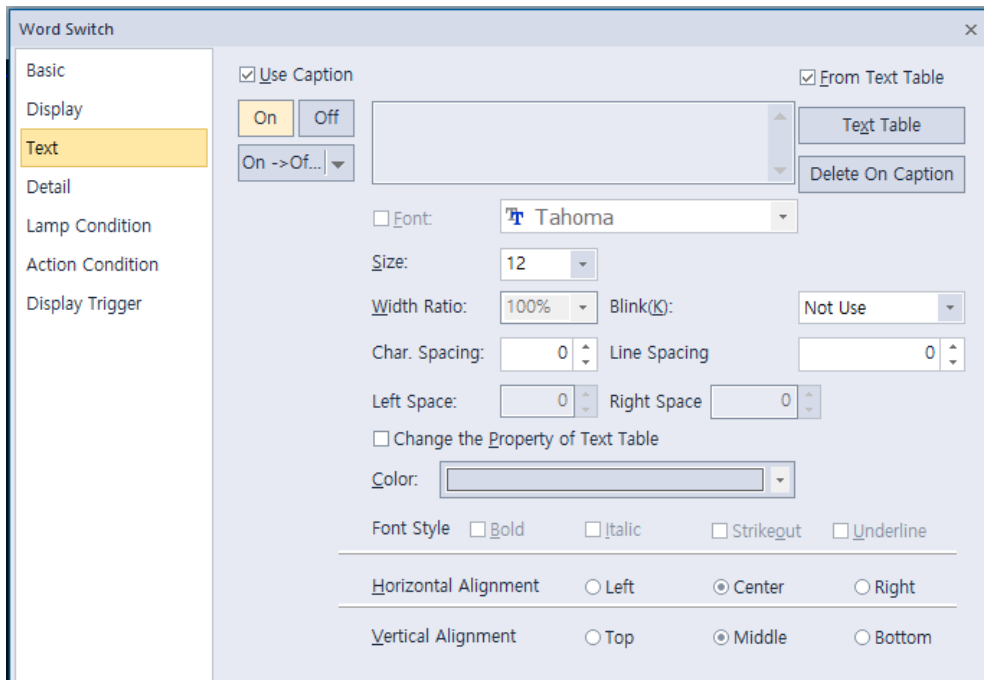 Word Switch
Basic
Display
Text
Detail
Lamp Condition
Action Condition
Display Trigger
Use Caption
From Text Table
On Off
Text Table
On ->Of...
Delete On Caption
Font: Tahoma
Size: 12
Width Ratio: 100% Blink(K): Not Use
Char. Spacing: 0 Line Spacing 0
Left Space: 0 Right Space 0
Change the Property of Text Table
Color:
Font Style Bold Italic Strikeout Underline
Horizontal Alignment Left Center Right
Vertical Alignment Top Middle Bottom